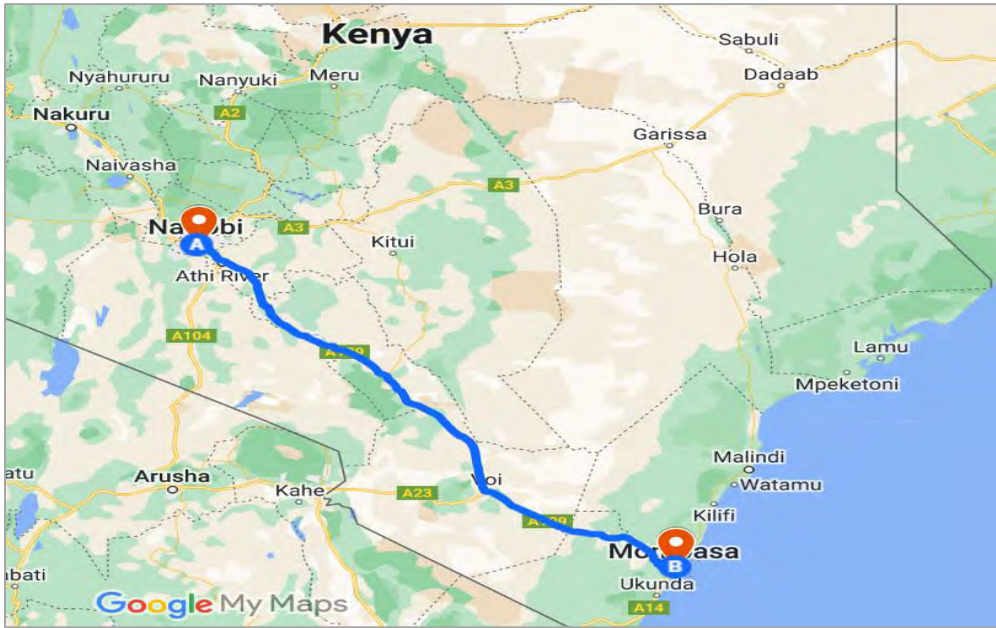 Kenya
Sabuli
Dadaab
Nyahururu
Nanyuki
Meru
Nakuru
A2
Garissa
Naivasha
A3
Bura
A3
Kitui
Hola
A
Athi River
A104
Lamu
Mpeketoni
Malindi
Arusha
Watamu
Kahe
A23
Voi
Kilifi
B
Ukunda
A14
Google My Maps